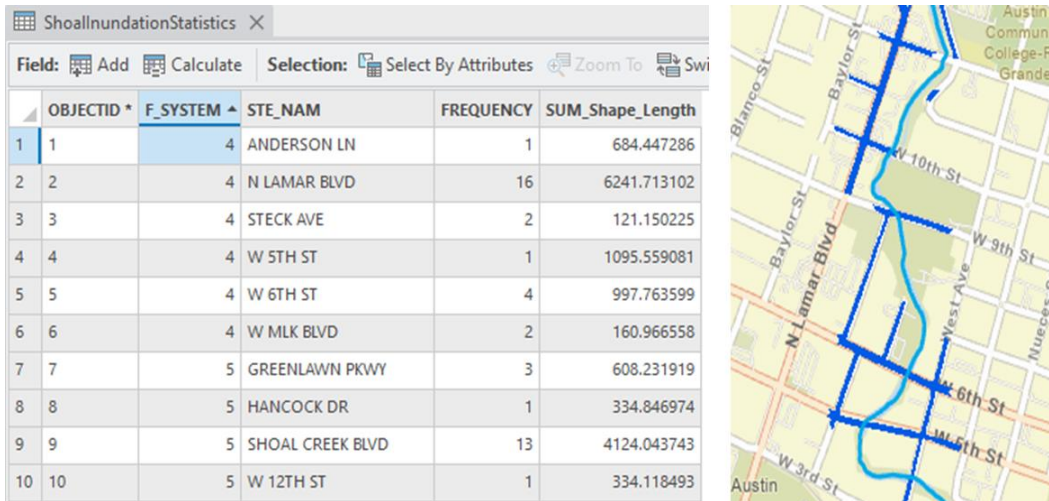 ShoalInundationStatistics ×
Field: Add Calculate Selection: Select By Attributes Zoom To Swi
OBJECTID * F_SYSTEM STE_NAM FREQUENCY SUM_Shape_Length
1 1 4 ANDERSON LN 1 684.447286
2 2 4 N LAMAR BLVD 16 6241.713102
3 3 4 STECK AVE 2 121.150225
4 4 4 W 5TH ST 1 1095.559081
5 5 4 W 6TH ST 4 997.763599
6 6 4 W MLK BLVD 2 160.966558
7 7 5 GREENLAWN PKWY 3 608.231919
8 8 5 HANCOCK DR 1 334.846974
9 9 5 SHOAL CREEK BLVD 13 4124.043743
10 10 5 W 12TH ST 1 334.118493
Austin
Commun
College-R
Grande
Baylor St
Blanco St
W 10th St
Baylor St
N Lamar Blvd
W 9th St
West Ave
Nueces
W 6th St
W 5th St
W 3rd St
Austin